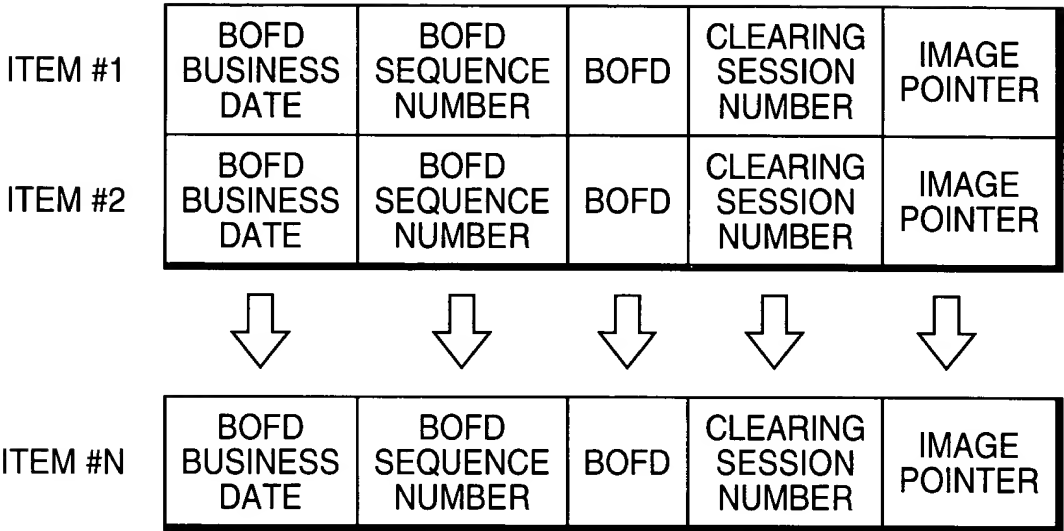 ITEM #1
BOFD
BUSINESS
DATE
BOFD
SEQUENCE
NUMBER
BOFD
CLEARING
SESSION
NUMBER
IMAGE
POINTER
ITEM #2
BOFD
BUSINESS
DATE
BOFD
SEQUENCE
NUMBER
BOFD
CLEARING
SESSION
NUMBER
IMAGE
POINTER
ITEM #N
BOFD
BUSINESS
DATE
BOFD
SEQUENCE
NUMBER
BOFD
CLEARING
SESSION
NUMBER
IMAGE
POINTER